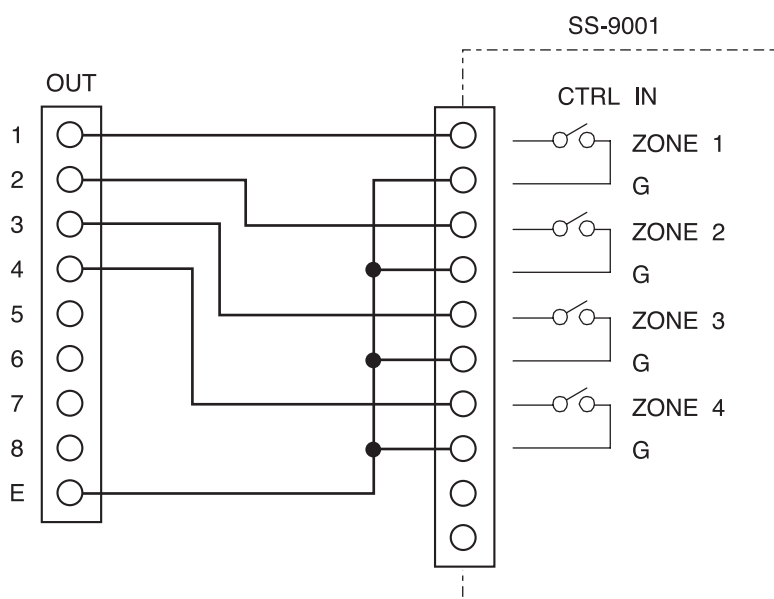 SS-9001
OUT
CTRL IN
1
2
3
4
5
6
7
8
E
ZONE 1
G
ZONE 2
G
ZONE 3
G
ZONE 4
G